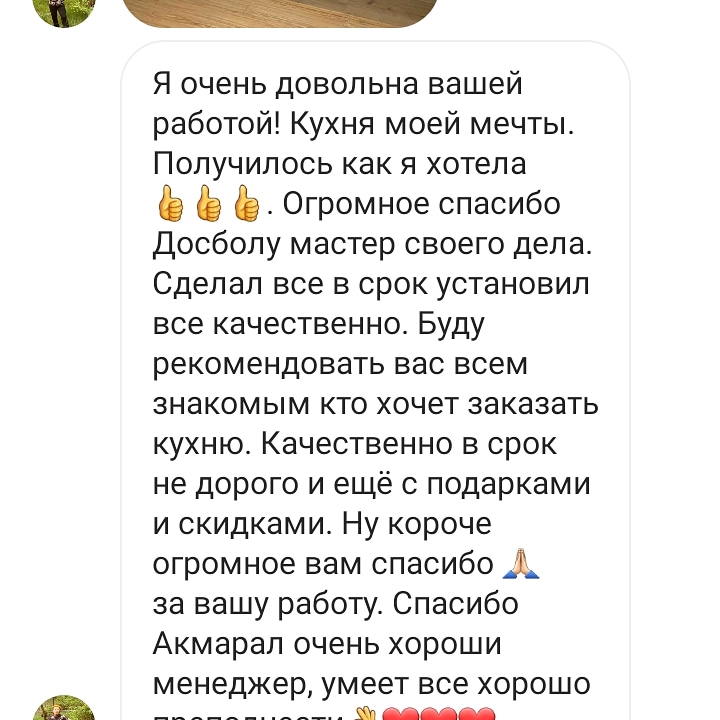 Я очень довольна вашей
работой! Кухня моей мечты.
Получилось как я хотела
👍👍👍. Огромное спасибо
Досболу мастер своего дела.
Сделал все в срок установил
все качественно. Буду
рекомендовать вас всем
знакомым кто хочет заказать
кухню. Качественно в срок
не дорого и ещё с подарками
и скидками. Ну короче
огромное вам спасибо 🙏
за вашу работу. Спасибо
Акмарал очень хороши
менеджер, умеет все хорошо